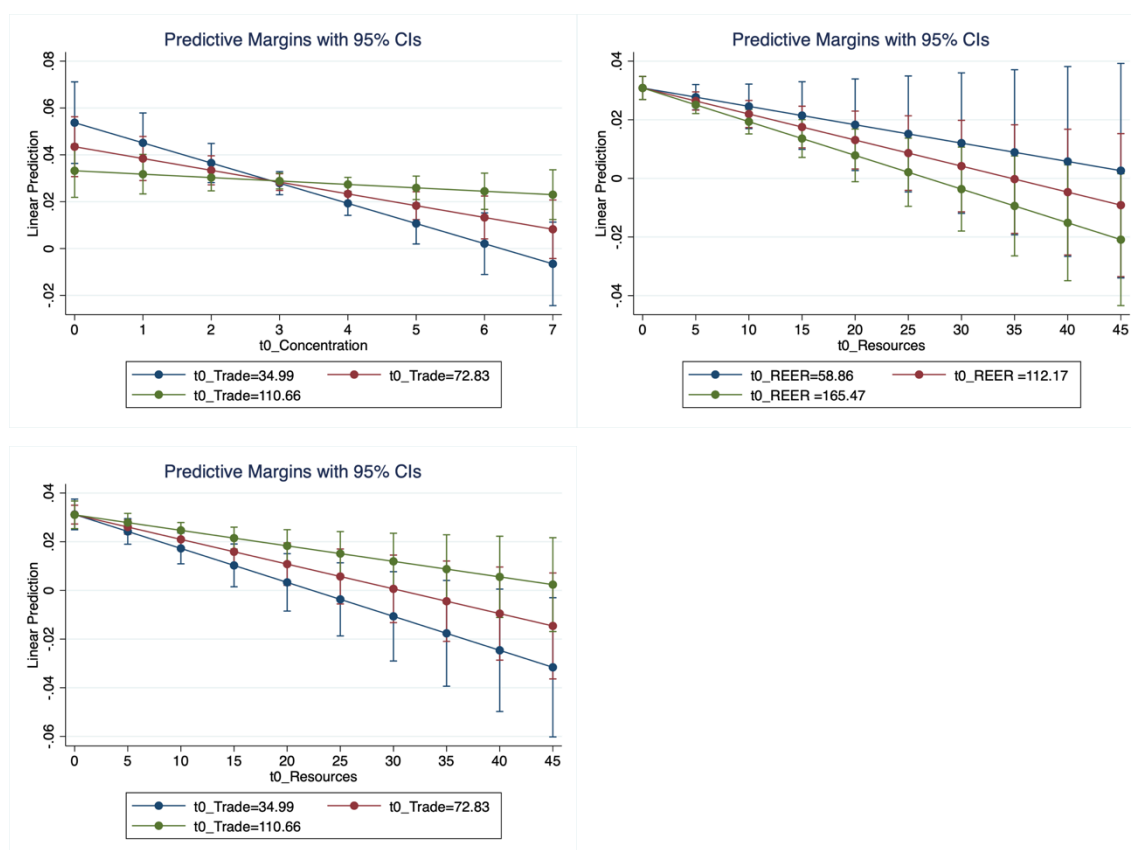 Predictive Margins with 95% CIs
.08
.06
.04
.02
0
-.02
Linear Prediction
0 1 2 3 4 5 6 7
t0_Concentration
t0_Trade=34.99 t0_Trade=72.83
t0_Trade=110.66
Predictive Margins with 95% CIs
.04
.02
0
-.02
-.04
Linear Prediction
0 5 10 15 20 25 30 35 40 45
t0_Resources
t0_REER=58.86 t0_REER =112.17
t0_REER =165.47
Predictive Margins with 95% CIs
.04
.02
0
-.02
-.04
-.06
Linear Prediction
0 5 10 15 20 25 30 35 40 45
t0_Resources
t0_Trade=34.99 t0_Trade=72.83
t0_Trade=110.66